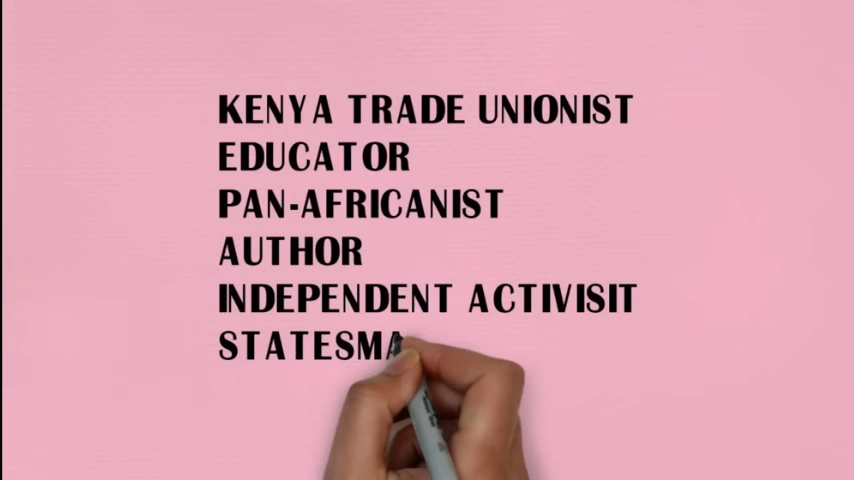 KENYA TRADE UNIONIST
EDUCATOR
PAN-AFRICANIST
AUTHOR
INDEPENDENT ACTIVISIT
STATESMA